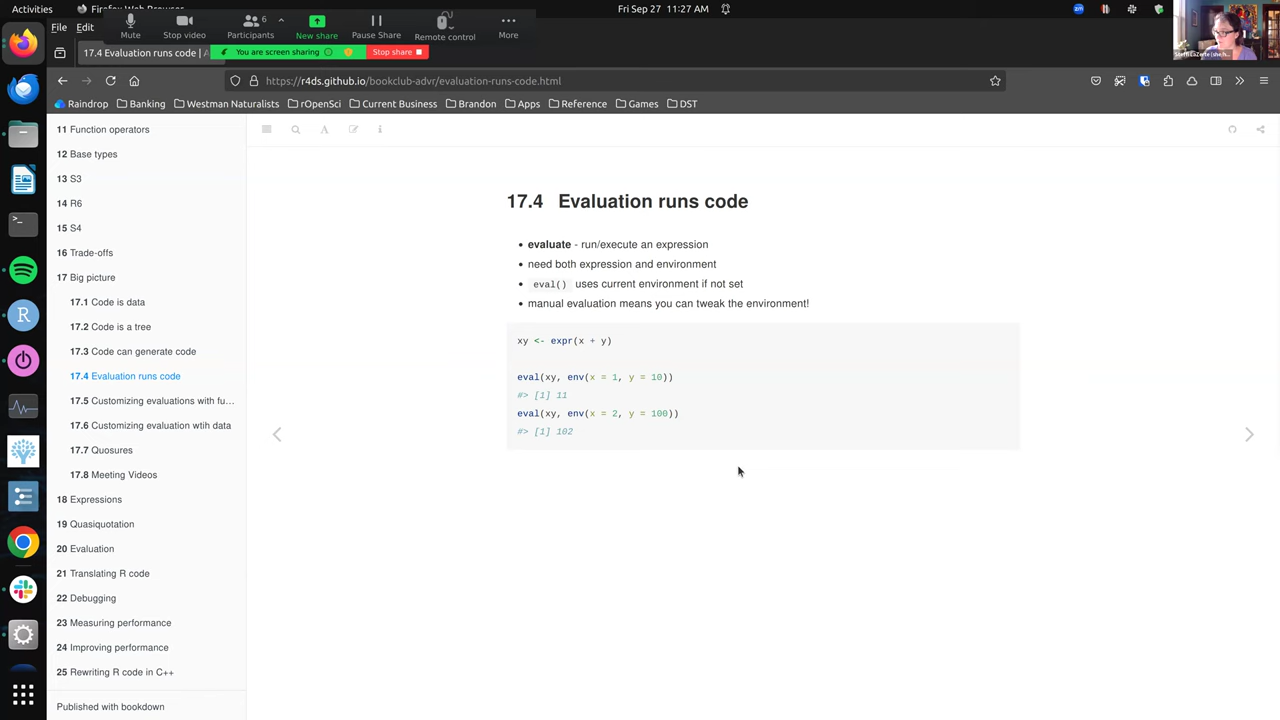 Activities
Firefox Web Browser
Fri Sep 27 11:27 AM
File Edit
Mute
Stop video
6
Participants
New share
Pause Share
Remote control
More
17.4 Evaluation runs code |
You are screen sharing
Stop share
https://r4ds.github.io/bookclub-advr/evaluation-runs-code.html
Raindrop
Banking
Westman Naturalists
rOpenSci
Current Business
Brandon
Apps
Reference
Games
DST
11 Function operators
12 Base types
13 S3
14 R6
15 S4
16 Trade-offs
17 Big picture
17.1 Code is data
17.2 Code is a tree
17.3 Code can generate code
17.4 Evaluation runs code
17.5 Customizing evaluations with fu…
17.6 Customizing evaluation wtih data
17.7 Quosures
17.8 Meeting Videos
18 Expressions
19 Quasiquotation
20 Evaluation
21 Translating R code
22 Debugging
23 Measuring performance
24 Improving performance
25 Rewriting R code in C++
Published with bookdown
17.4 Evaluation runs code
• evaluate - run/execute an expression
• need both expression and environment
• eval() uses current environment if not set
• manual evaluation means you can tweak the environment!
xy <- expr(x + y)
eval(xy, env(x = 1, y = 10))
#> [1] 11
eval(xy, env(x = 2, y = 100))
#> [1] 102